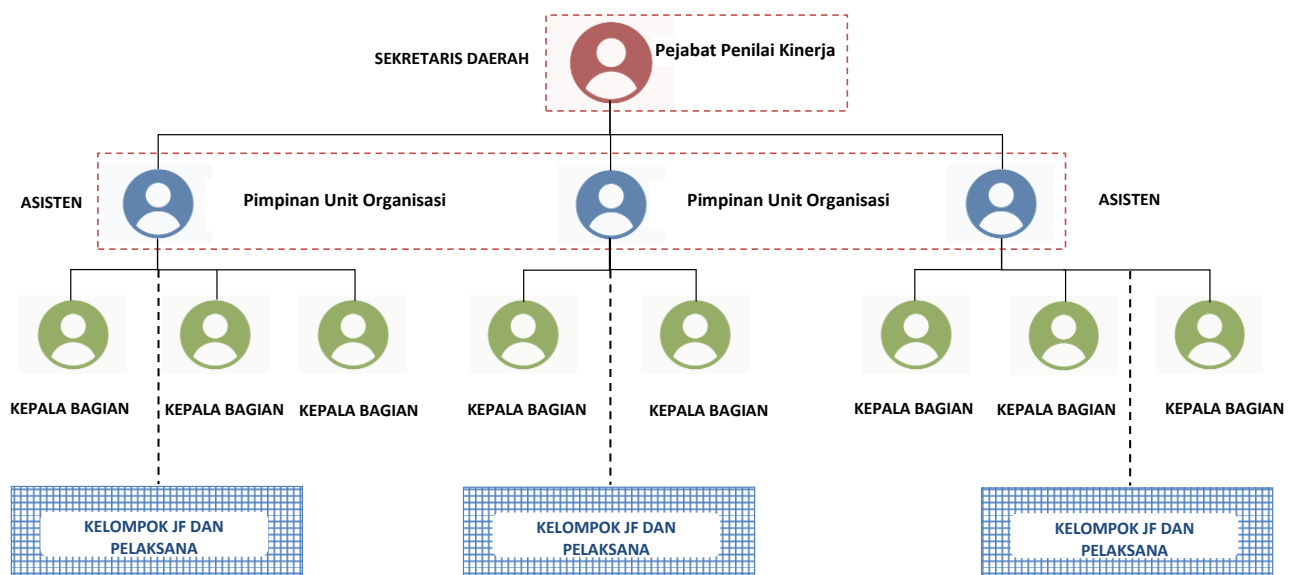 SEKRETARIS DAERAH
Pejabat Penilai Kinerja
ASISTEN
Pimpinan Unit Organisasi
Pimpinan Unit Organisasi
ASISTEN
KEPALA BAGIAN
KEPALA BAGIAN
KEPALA BAGIAN
KEPALA BAGIAN
KEPALA BAGIAN
KEPALA BAGIAN
KEPALA BAGIAN
KEPALA BAGIAN
KELOMPOK JF DAN
PELAKSANA
KELOMPOK JF DAN
PELAKSANA
KELOMPOK JF DAN
PELAKSANA